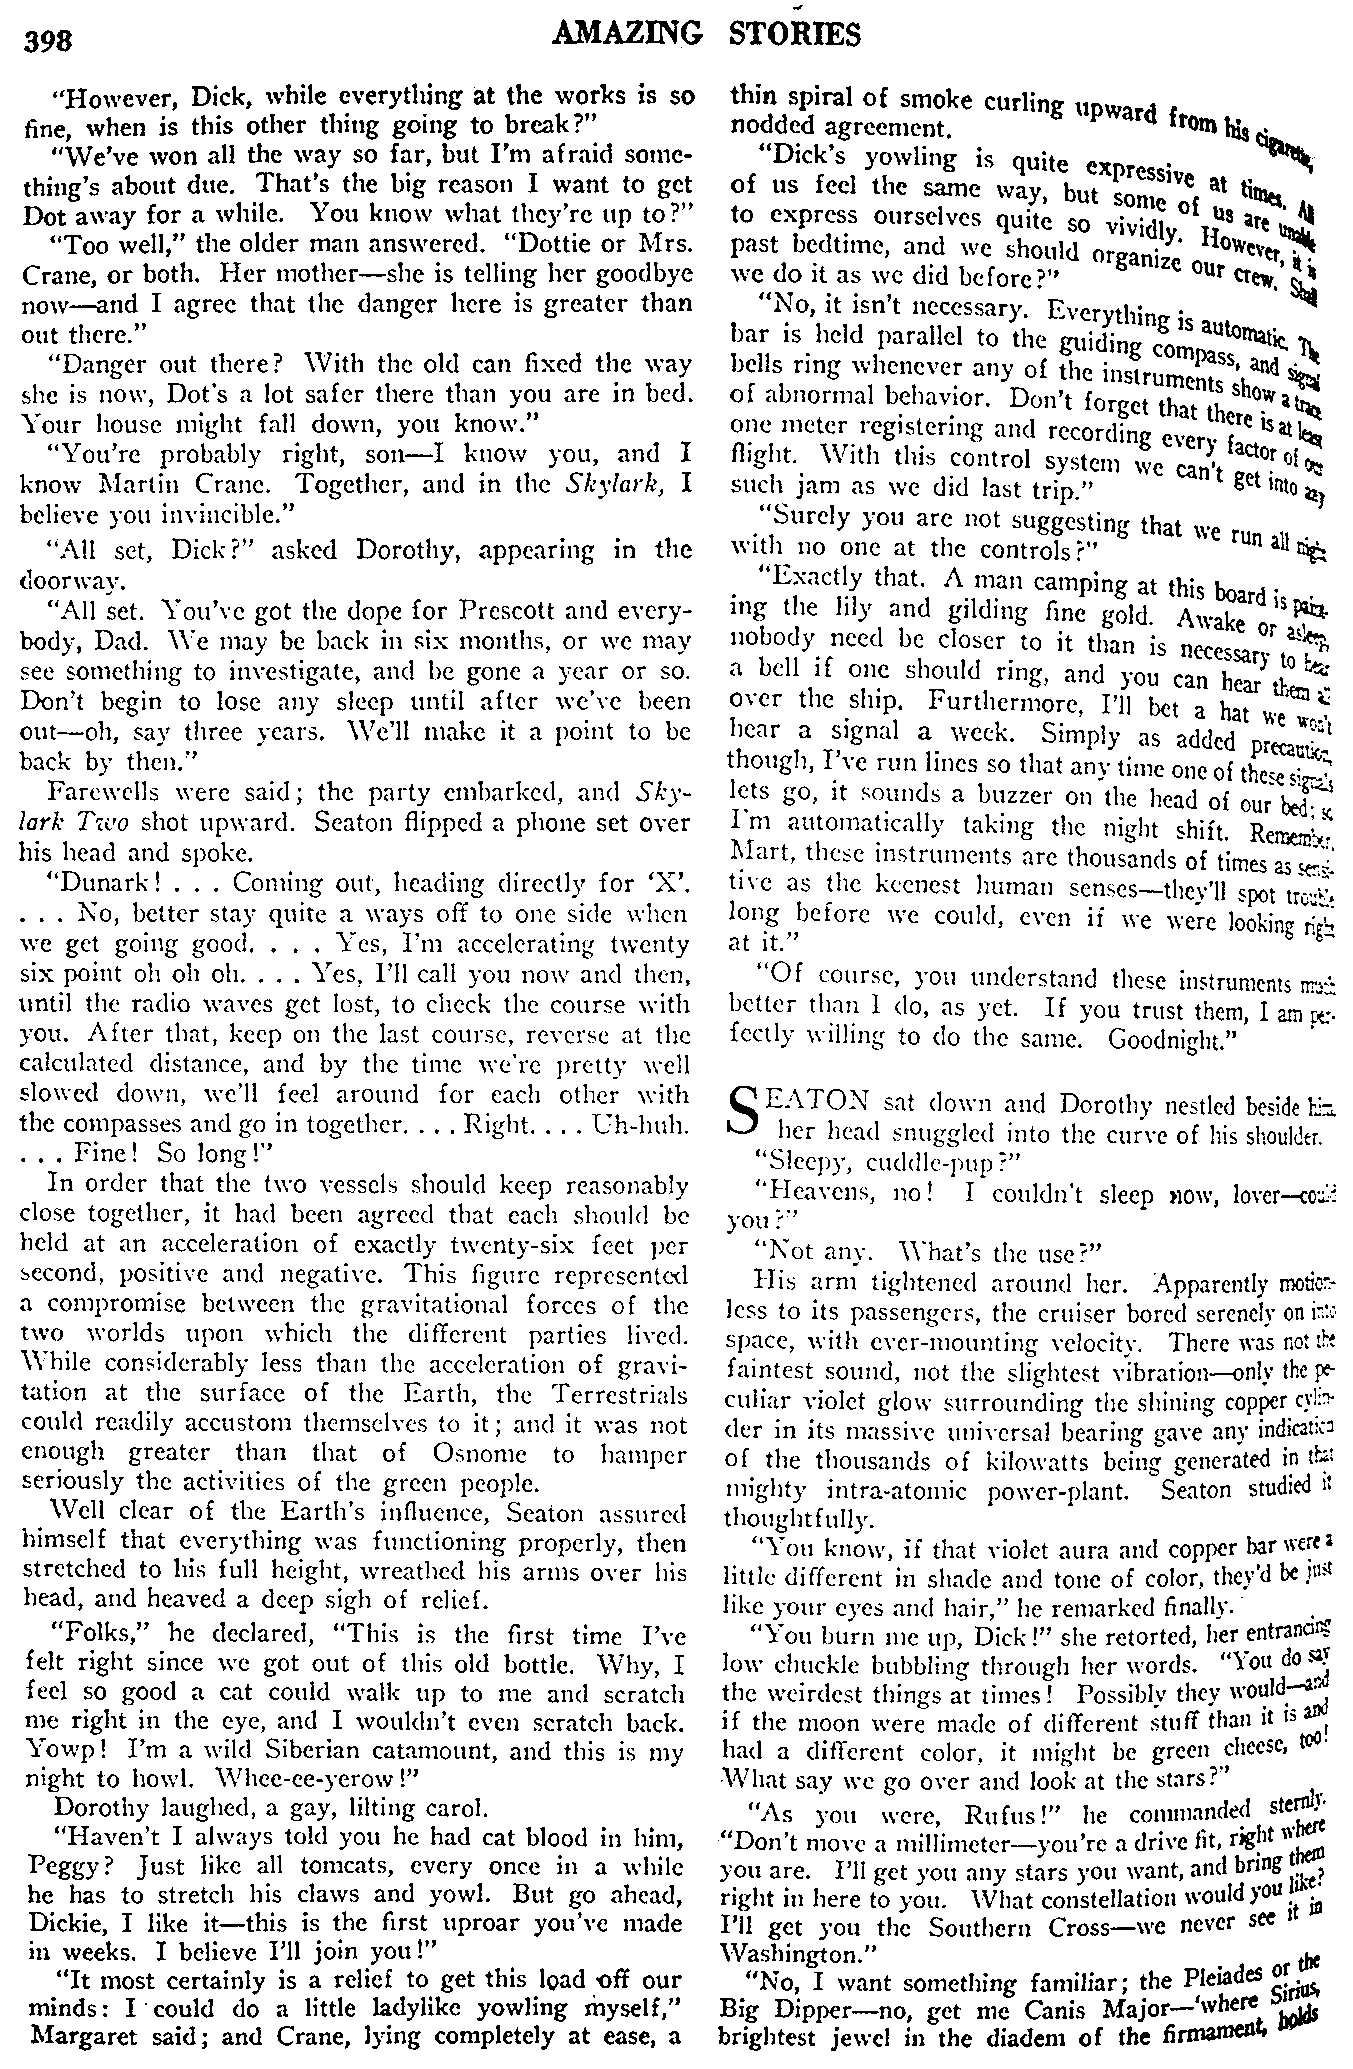 398
AMAZING STORIES
"However, Dick, while everything at the works is so
fine, when is this other thing going to break?"
"We've won all the way so far, but I'm afraid some-
thing's about due. That's the big reason I want to get
Dot away for a while. You know what they're up to?"
"Too well," the older man answered. "Dottie or Mrs.
Crane, or both. Her mother—she is telling her goodbye
now—and I agree that the danger here is greater than
out there."
"Danger out there? With the old can fixed the way
she is now, Dot's a lot safer there than you are in bed.
Your house might fall down, you know."
"You're probably right, son—I know you, and I
know Martin Crane. Together, and in the Skylark, I
believe you invincible."
"All set, Dick?" asked Dorothy, appearing in the
doorway.
"All set. You've got the dope for Prescott and every-
body, Dad. We may be back in six months, or we may
see something to investigate, and be gone a year or so.
Don't begin to lose any sleep until after we've been
out—oh, say three years. We'll make it a point to be
back by then."
Farewells were said; the party embarked, and Sky-
lark Two shot upward. Seaton flipped a phone set over
his head and spoke.
"Dunark! . . . Coming out, heading directly for 'X'.
. . . No, better stay quite a ways off to one side when
we get going good. . . . Yes, I'm accelerating twenty
six point oh oh oh. . . . Yes, I'll call you now and then,
until the radio waves get lost, to check the course with
you. After that, keep on the last course, reverse at the
calculated distance, and by the time we're pretty well
slowed down, we'll feel around for each other with
the compasses and go in together. . . . Right. . . . Uh-huh.
. . . Fine! So long!"
In order that the two vessels should keep reasonably
close together, it had been agreed that each should be
held at an acceleration of exactly twenty-six feet per
second, positive and negative. This figure represented
a compromise between the gravitational forces of the
two worlds upon which the different parties lived.
While considerably less than the acceleration of gravi-
tation at the surface of the Earth, the Terrestrials
could readily accustom themselves to it; and it was not
enough greater than that of Osnome to hamper
seriously the activities of the green people.
Well clear of the Earth's influence, Seaton assured
himself that everything was functioning properly, then
stretched to his full height, wreathed his arms over his
head, and heaved a deep sigh of relief.
"Folks," he declared, "This is the first time I've
felt right since we got out of this old bottle. Why, I
feel so good a cat could walk up to me and scratch
me right in the eye, and I wouldn't even scratch back.
Yowp! I'm a wild Siberian catamount, and this is my
night to howl. Whee-ee-yerow!"
Dorothy laughed, a gay, lilting carol.
"Haven't I always told you he had cat blood in him,
Peggy? Just like all tomcats, every once in a while
he has to stretch his claws and yowl. But go ahead,
Dickie, I like it—this is the first uproar you've made
in weeks. I believe I'll join you!"
"It most certainly is a relief to get this load off our
minds: I could do a little ladylike yowling myself,"
Margaret said; and Crane, lying completely at ease, a
thin spiral of smoke curling upward from his cigarette,
nodded agreement.
"Dick's yowling is quite expressive at times. All
of us feel the same way, but some of us are unable
to express ourselves quite so vividly. However, it is
past bedtime, and we should organize our crew. Shall
we do it as we did before?"
"No, it isn't necessary. Everything is automatic. The
bar is held parallel to the guiding compass, and signal
bells ring whenever any of the instruments show a trace
of abnormal behavior. Don't forget that there is at least
one meter registering and recording every factor of our
flight. With this control system we can't get into any
such jam as we did last trip."
"Surely you are not suggesting that we run all night
with no one at the controls?"
"Exactly that. A man camping at this board is paint-
ing the lily and gilding fine gold. Awake or asleep,
nobody need be closer to it than is necessary to hear
a bell if one should ring, and you can hear them all
over the ship. Furthermore, I'll bet a hat we won't
hear a signal a week. Simply as added precaution,
though, I've run lines so that any time one of these signals
lets go, it sounds a buzzer on the head of our bed; so
I'm automatically taking the night shift. Remember,
Mart, these instruments are thousands of times as sensi-
tive as the keenest human senses—they'll spot trouble
long before we could, even if we were looking right
at it."
"Of course, you understand these instruments much
better than I do, as yet. If you trust them, I am per-
fectly willing to do the same. Goodnight."
SEATON sat down and Dorothy nestled beside him,
her head snuggled into the curve of his shoulder.
"Sleepy, cuddle-pup?"
"Heavens, no! I couldn't sleep now, lover—could
you?"
"Not any. What's the use?"
His arm tightened around her. Apparently motion-
less to its passengers, the cruiser bored serenely on into
space, with ever-mounting velocity. There was not the
faintest sound, not the slightest vibration—only the pe-
culiar violet glow surrounding the shining copper cylin-
der in its massive universal bearing gave any indication
of the thousands of kilowatts being generated in that
mighty intra-atomic power-plant. Seaton studied it
thoughtfully.
"You know, if that violet aura and copper bar were a
little different in shade and tone of color, they'd be just
like your eyes and hair," he remarked finally.
"You burn me up, Dick!" she retorted, her entrancing
low chuckle bubbling through her words. "You do say
the weirdest things at times! Possibly they would—and
if the moon were made of different stuff than it is and
had a different color, it might be green cheese, too!
What say we go over and look at the stars?"
"As you were, Rufus!" he commanded sternly.
"Don't move a millimeter—you're a drive fit, right where
you are. I'll get you any stars you want, and bring them
right in here to you. What constellation would you like?
I'll get you the Southern Cross—we never see it in
Washington."
"No, I want something familiar; the Pleiades or the
Big Dipper—no, get me Canis Major—'where Sirius,
brightest jewel in the diadem of the firmament, holds